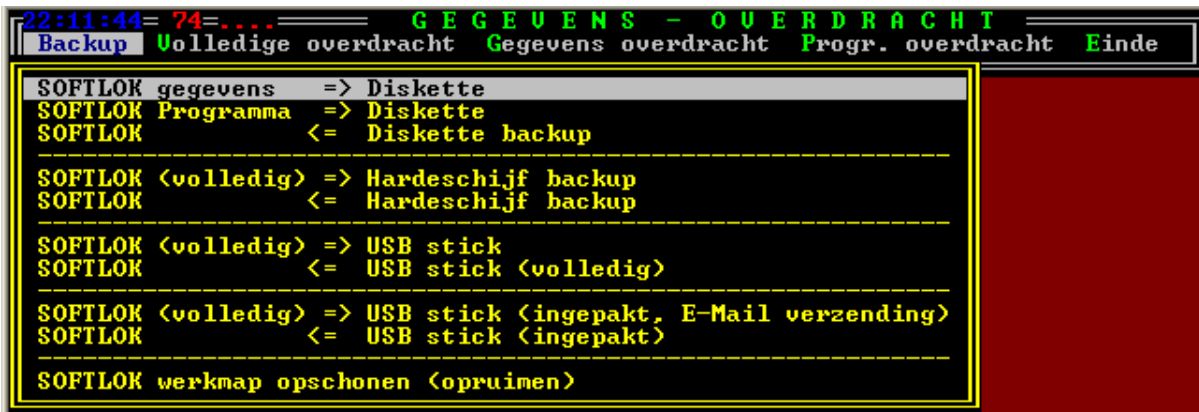 22:11:44= 74=.... G E G E V E N S - O V E R D R A C H T
Backup Volledige overdracht Gegevens overdracht Progr. overdracht Einde
SOFTLOK gegevens => Diskette
SOFTLOK Programma => Diskette
SOFTLOK <= Diskette backup
SOFTLOK (volledig) => Hardeschijf backup
SOFTLOK <= Hardeschijf backup
SOFTLOK (volledig) => USB stick
SOFTLOK <= USB stick (volledig)
SOFTLOK (volledig) => USB stick (ingepakt, E-Mail verzending)
SOFTLOK <= USB stick (ingepakt)
SOFTLOK werkmap opschonen (opruimen)